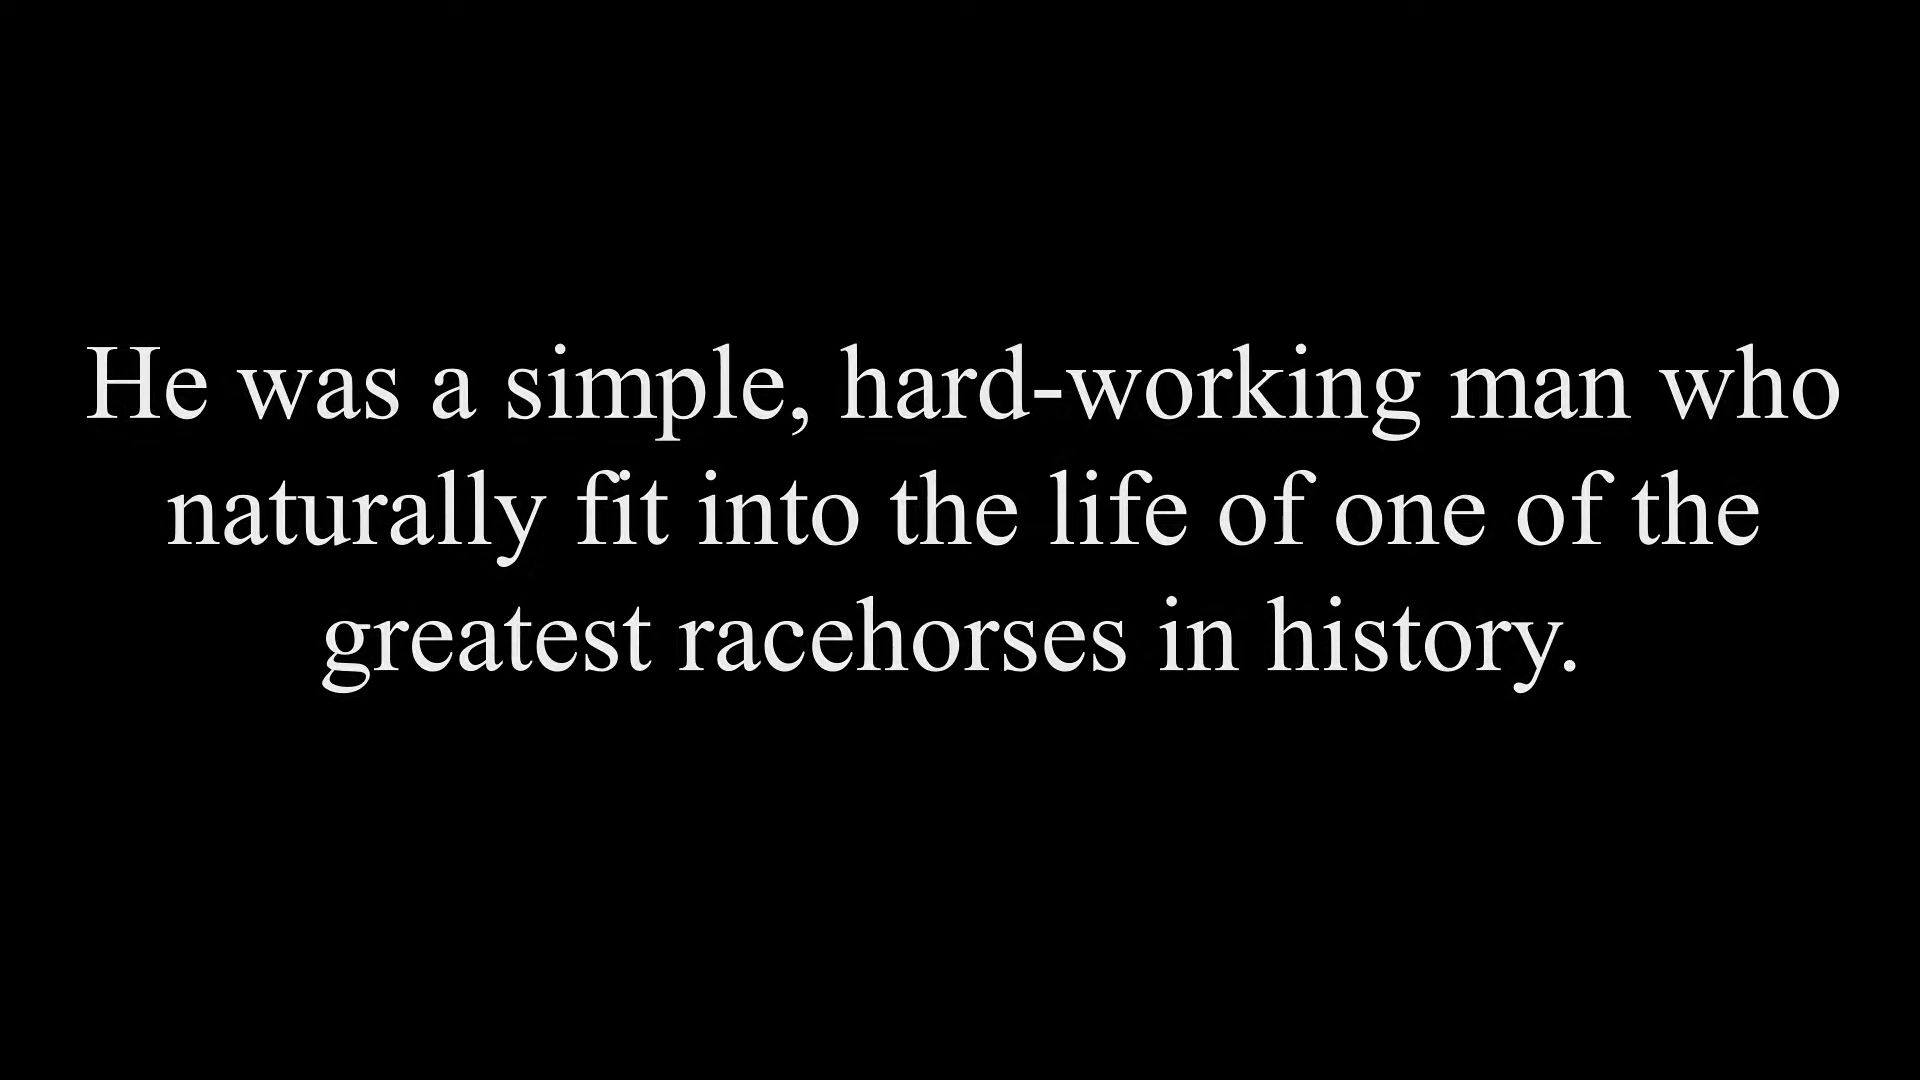 He was a simple, hard-working man who
naturally fit into the life of one of the
greatest racehorses in history.